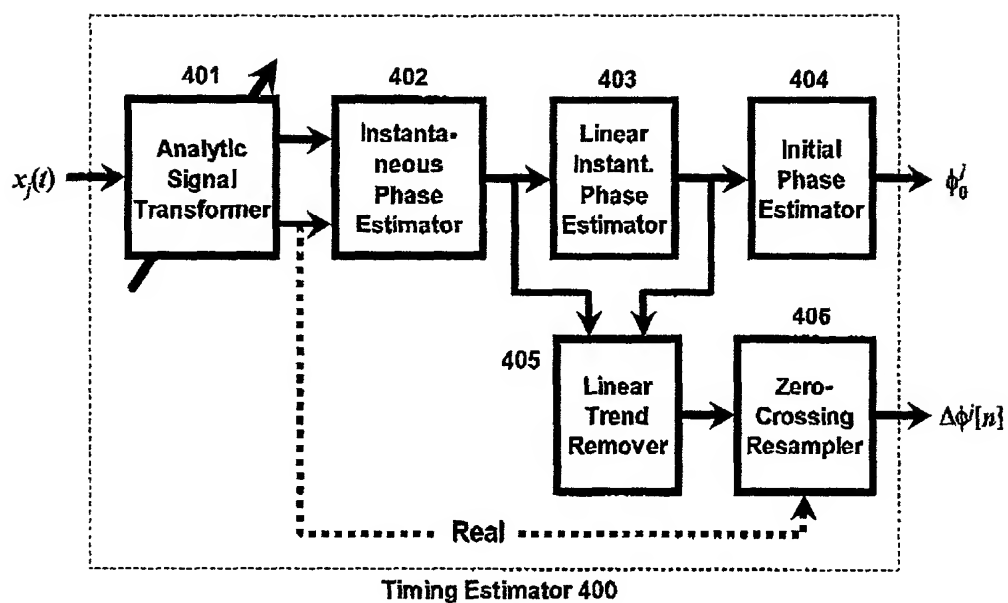 401
402
403
404
x_j(t)
Analytic
Signal
Transformer
Instanta-
neous
Phase
Estimator
Linear
Instant.
Phase
Estimator
Initial
Phase
Estimator
ϕ_0^j
405
406
Linear
Trend
Remover
Zero-
Crossing
Resampler
Δϕ^j[n]
Real
Timing Estimator 400